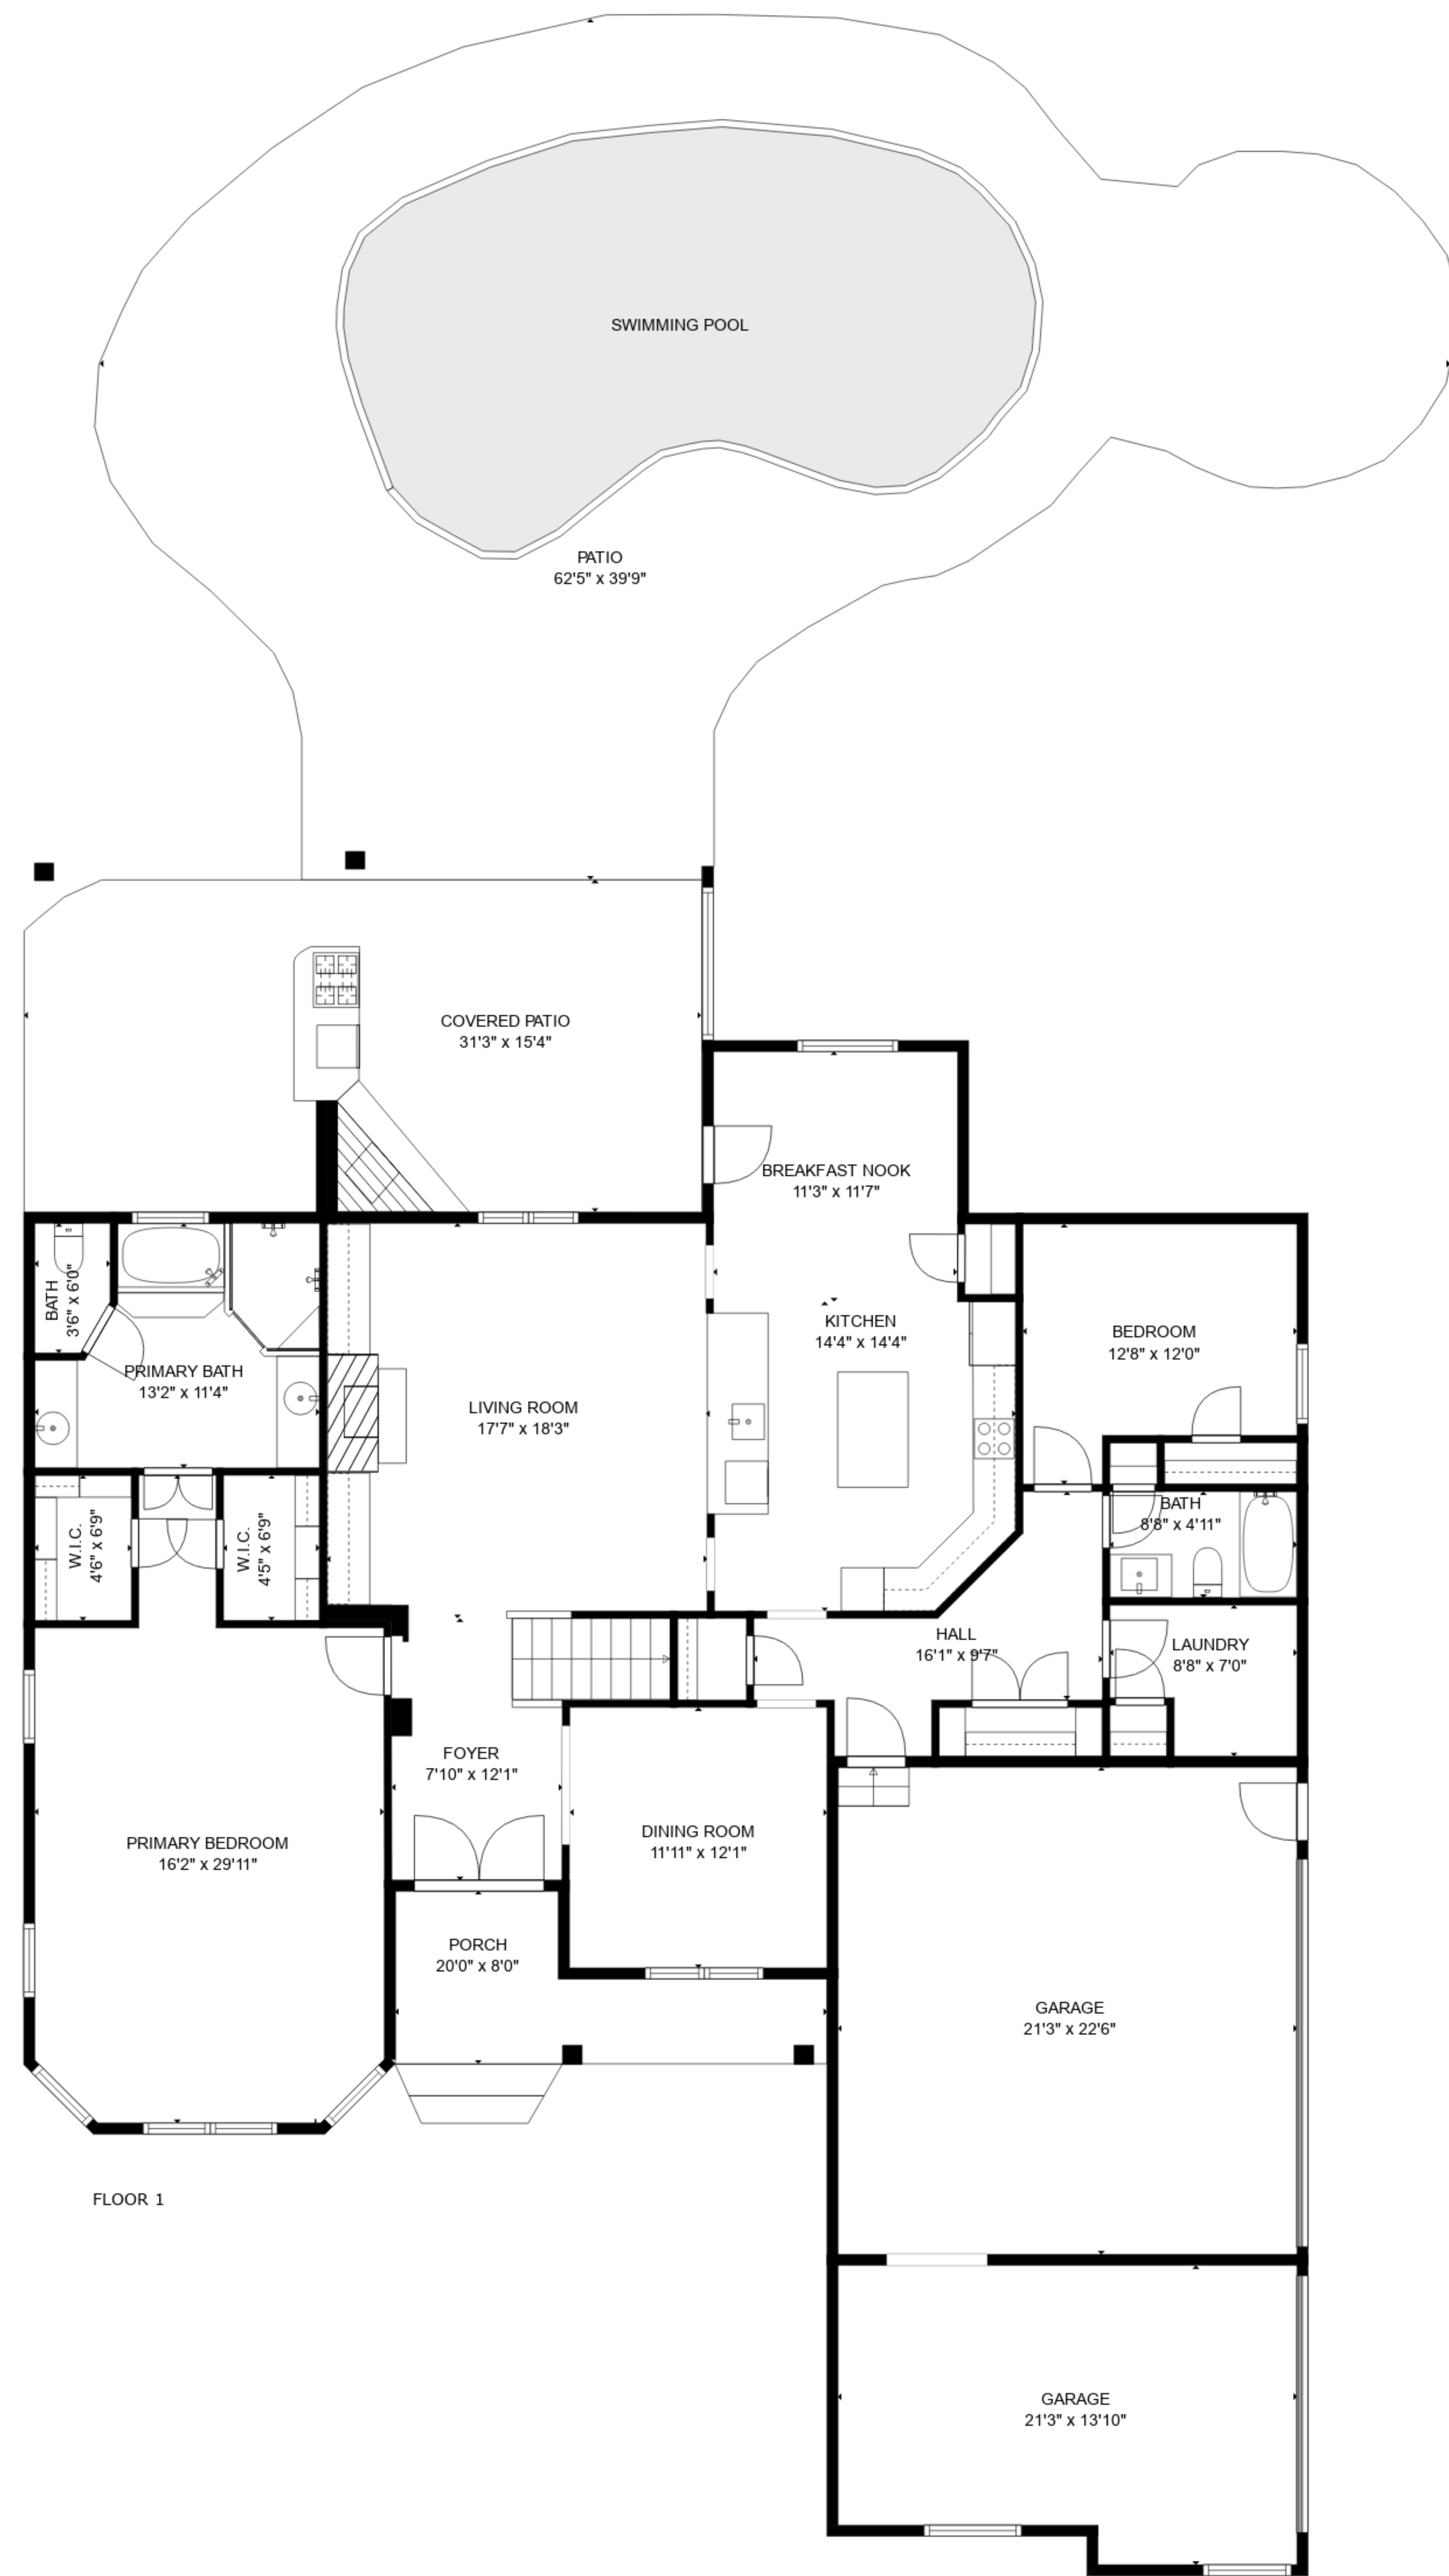 SWIMMING POOL
PATIO
62'5" x 39'9"
COVERED PATIO
31'3" x 15'4"
BREAKFAST NOOK
11'3" x 11'7"
BATH
3'6" x 6'0"
PRIMARY BATH
13'2" x 11'4"
LIVING ROOM
17'7" x 18'3"
KITCHEN
14'4" x 14'4"
BEDROOM
12'8" x 12'0"
W.I.C.
4'6" x 6'9"
W.I.C.
4'5" x 6'9"
BATH
8'8" x 4'11"
HALL
16'1" x 9'7"
LAUNDRY
8'8" x 7'0"
FOYER
7'10" x 12'1"
DINING ROOM
11'11" x 12'1"
PRIMARY BEDROOM
16'2" x 29'11"
PORCH
20'0" x 8'0"
GARAGE
21'3" x 22'6"
FLOOR 1
GARAGE
21'3" x 13'10"